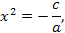 x² = −c/a,